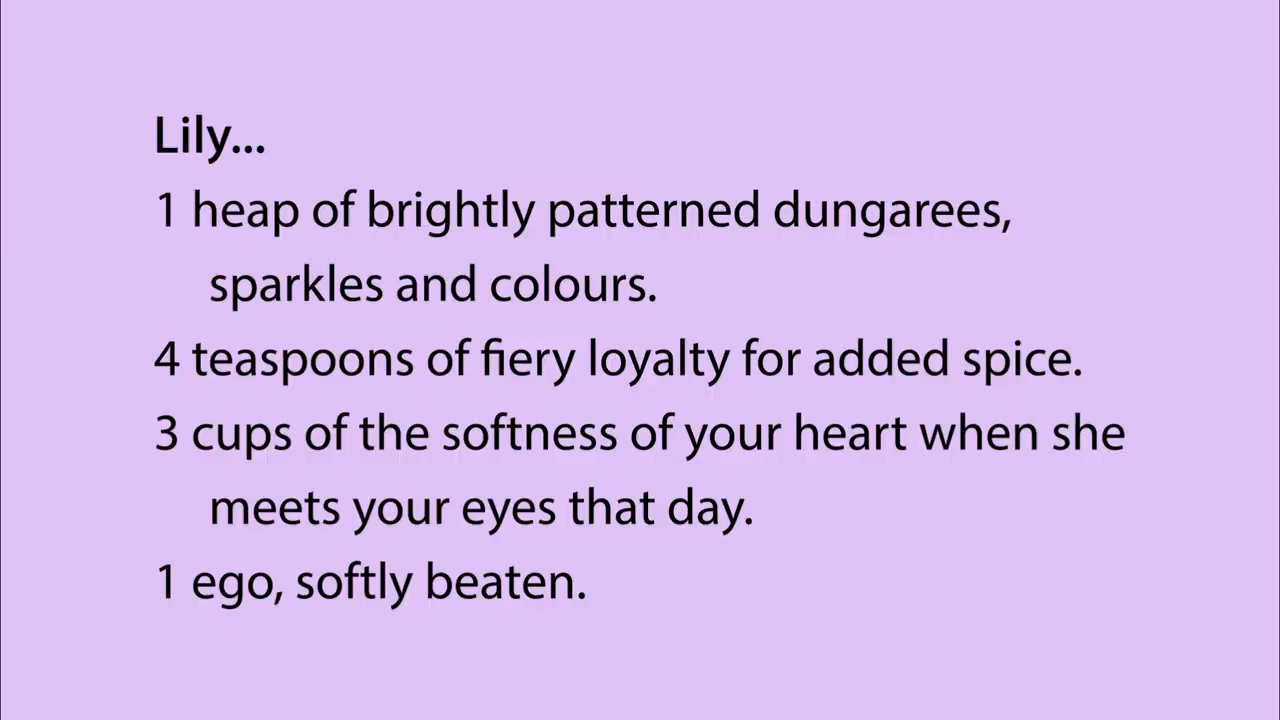 Lily...
1 heap of brightly patterned dungarees,
sparkles and colours.
4 teaspoons of fiery loyalty for added spice.
3 cups of the softness of your heart when she
meets your eyes that day.
1 ego, softly beaten.